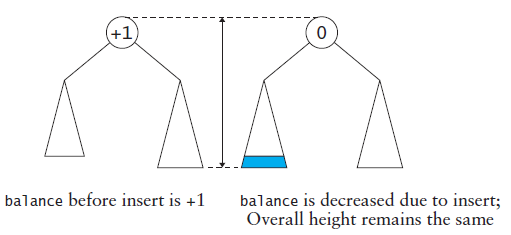 +1
0
balance before insert is +1
balance is decreased due to insert;
Overall height remains the same